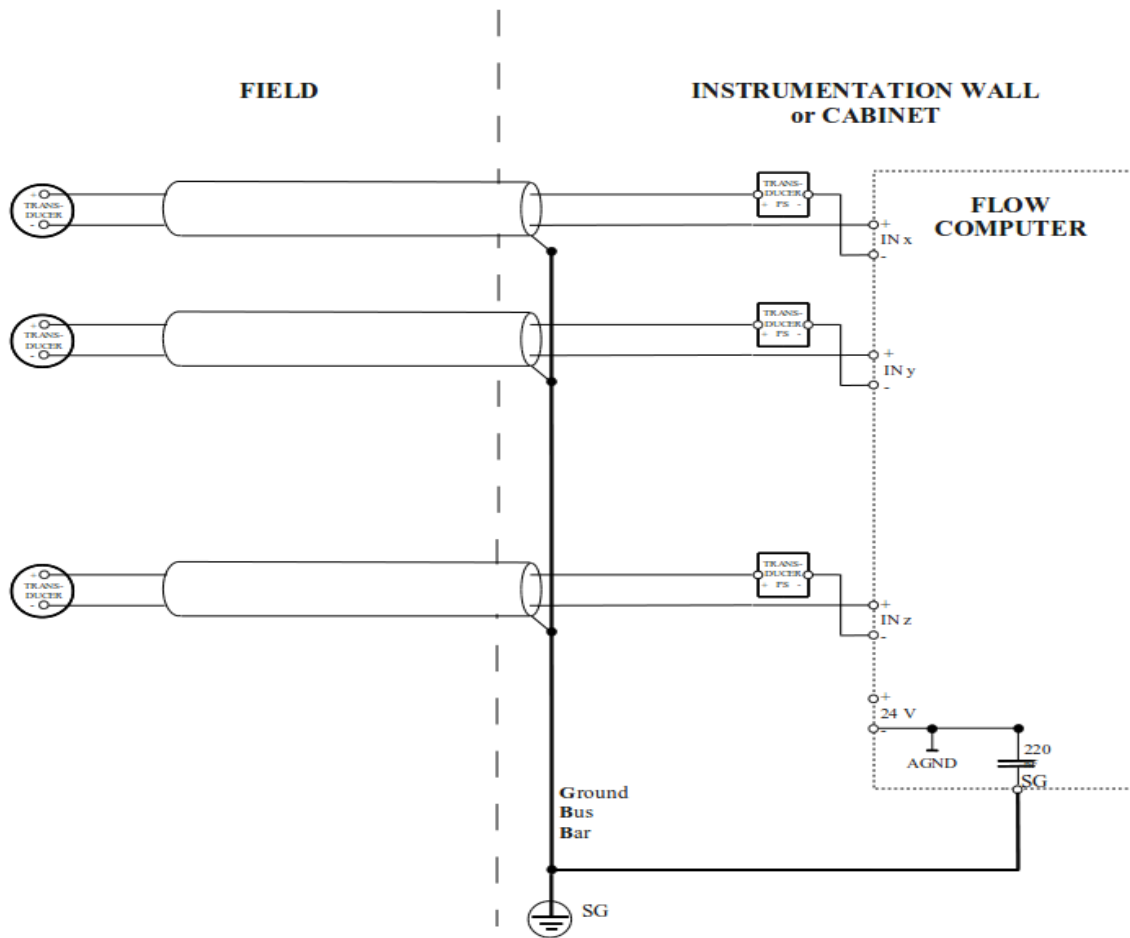 FIELD
INSTRUMENTATION WALL
or CABINET
FLOW
COMPUTER
+
TRANS-
DUCER
-
TRANS-
DUCER
+ PS -
+
IN x
-
+
TRANS-
DUCER
-
TRANS-
DUCER
+ PS -
+
IN y
-
+
TRANS-
DUCER
-
TRANS-
DUCER
+ PS -
+
IN z
-
+
24 V
-
AGND
220
SG
Ground
Bus
Bar
SG